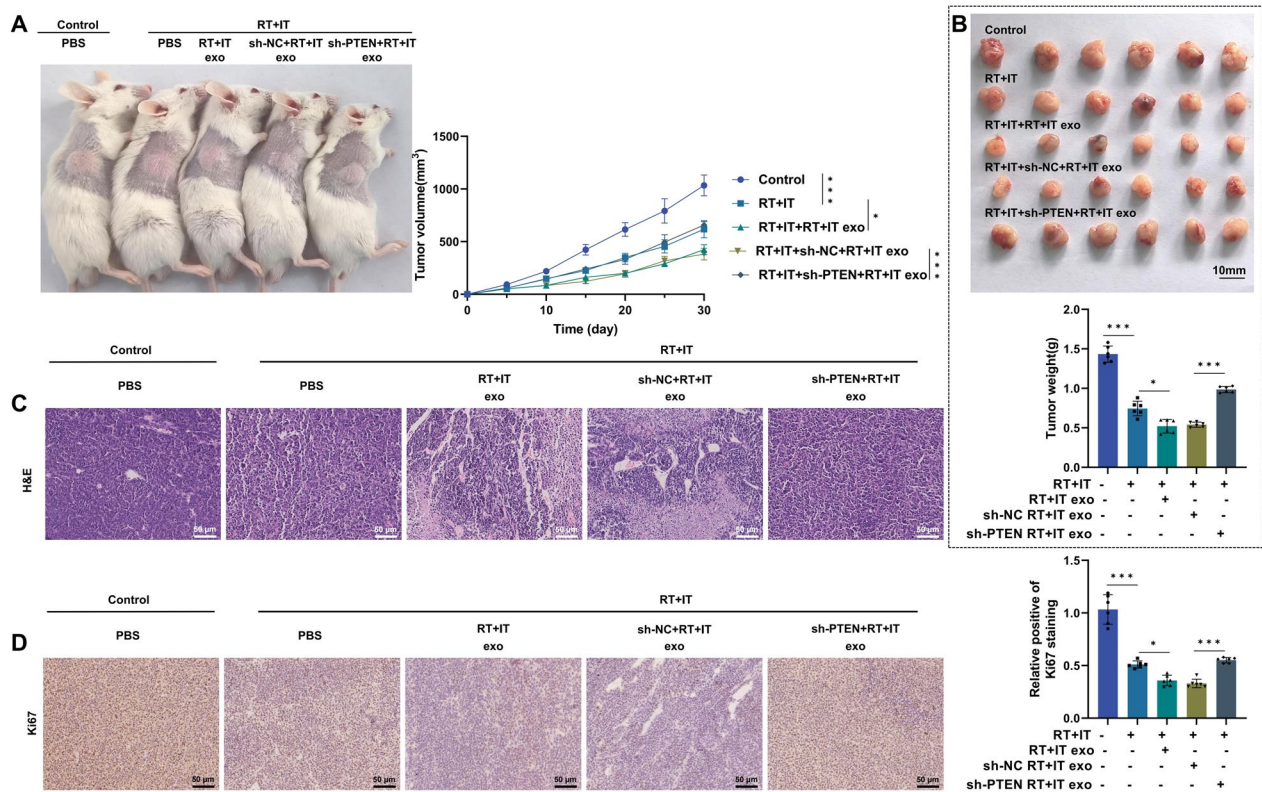 A
Control
RT+IT
PBS
PBS
RT+IT
exo
sh-NC+RT+IT
exo
sh-PTEN+RT+IT
exo
1500
1000
500
0
Tumor volumne(mm3)
0
10
20
30
Time (day)
Control
RT+IT
RT+IT+RT+IT exo
RT+IT+sh-NC+RT+IT exo
RT+IT+sh-PTEN+RT+IT exo
***
*
***
B
Control
RT+IT
RT+IT+RT+IT exo
RT+IT+sh-NC+RT+IT exo
RT+IT+sh-PTEN+RT+IT exo
10mm
2.0
1.5
1.0
0.5
0.0
Tumor weight(g)
***
*
***
RT+IT - + + + +
RT+IT exo - - + - -
sh-NC RT+IT exo - - - + -
sh-PTEN RT+IT exo - - - - +
C
Control
RT+IT
PBS
PBS
RT+IT
exo
sh-NC+RT+IT
exo
sh-PTEN+RT+IT
exo
H&E
50 μm
50 μm
50 μm
50 μm
50 μm
D
Control
RT+IT
PBS
PBS
RT+IT
exo
sh-NC+RT+IT
exo
sh-PTEN+RT+IT
exo
Ki67
50 μm
50 μm
50 μm
50 μm
50 μm
1.5
1.0
0.5
0.0
Relative positive of
Ki67 staining
***
*
***
RT+IT - + + + +
RT+IT exo - - + - -
sh-NC RT+IT exo - - - + -
sh-PTEN RT+IT exo - - - - +